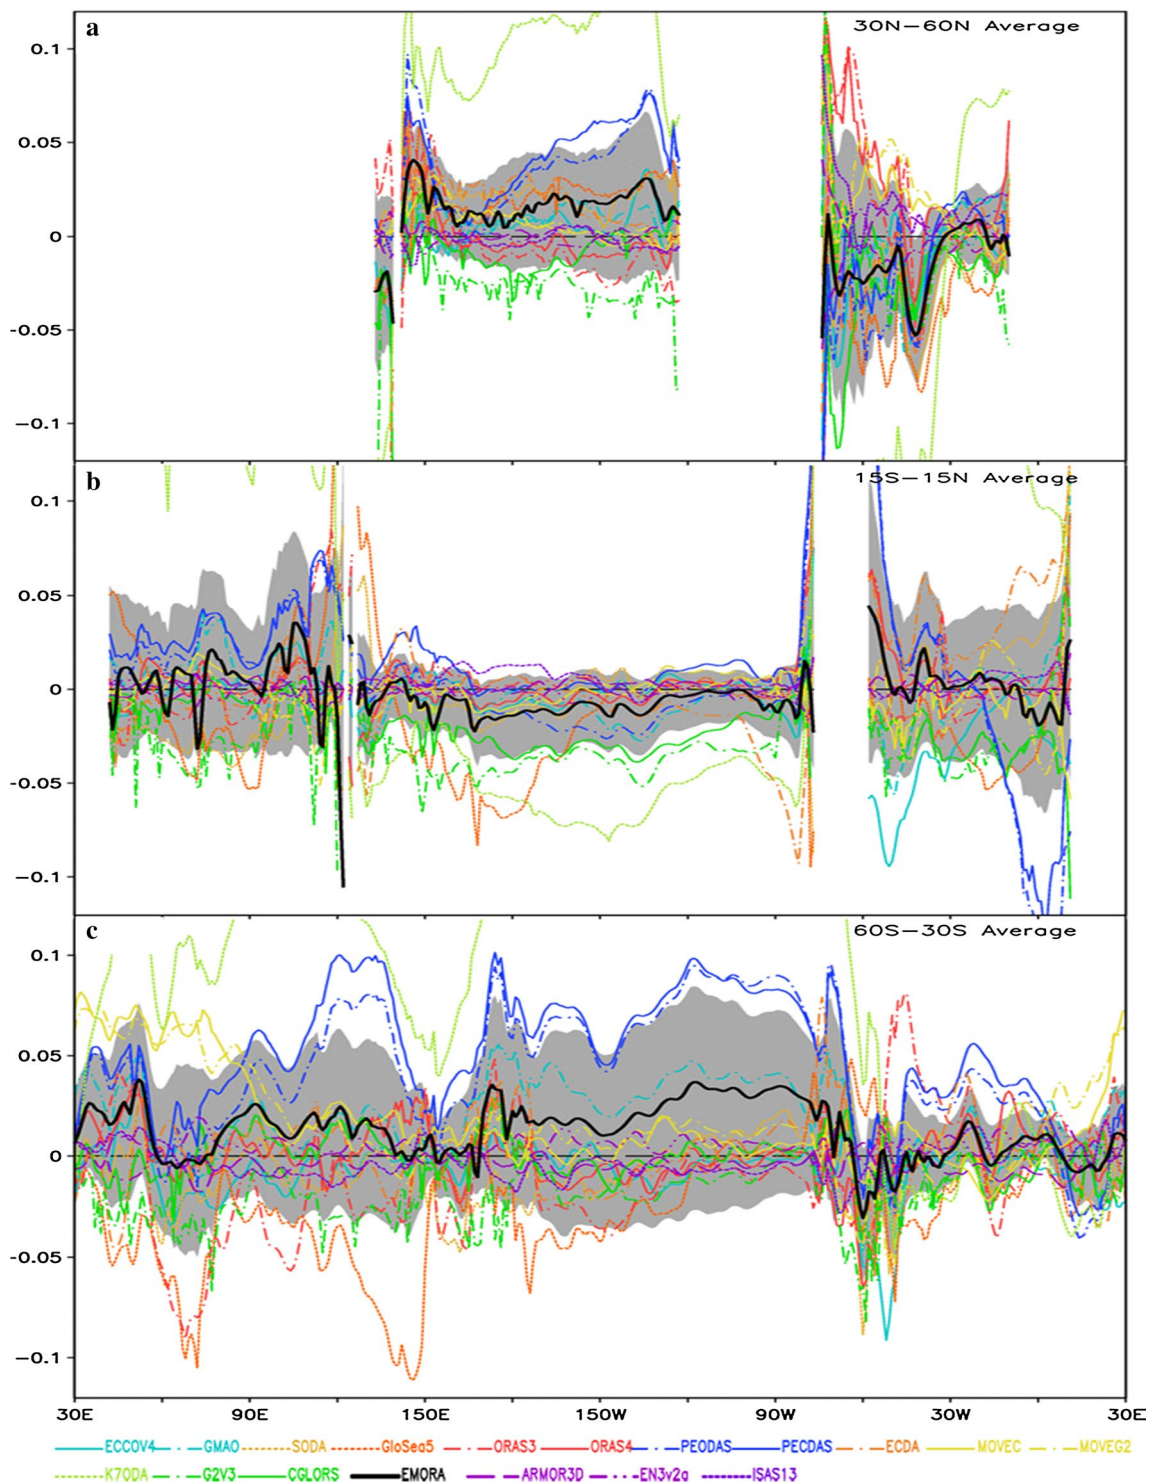 a
30N-60N Average
0.1
0.05
0
-0.05
-0.1
b
15S-15N Average
0.1
0.05
0
-0.05
-0.1
c
60S-30S Average
0.1
0.05
0
-0.05
-0.1
30E 90E 150E 150W 90W 30W 30E
ECCOV4 GMAO SODA GloSea5 ORAS3 ORAS4 PEODAS PECDAS ECDA MOVEC MOVEG2
K7ODA G2V3 CGLORS EMORA ARMOR3D EN3v2a ISAS13